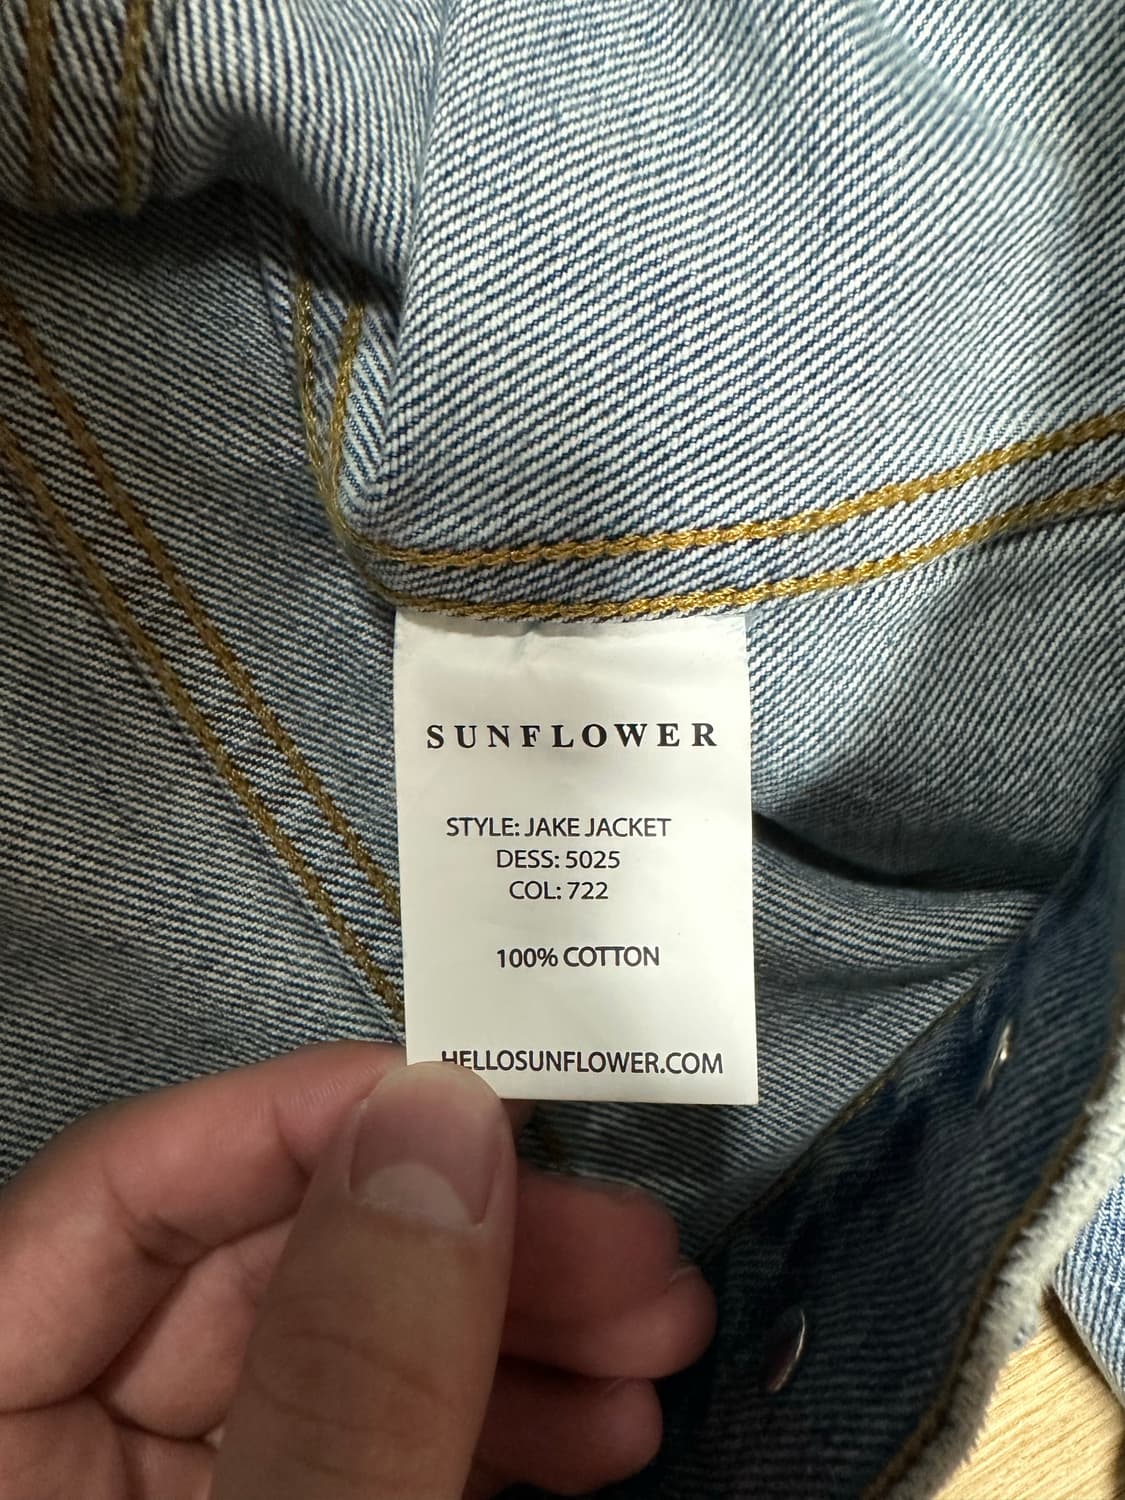 SUNFLOWER
STYLE: JAKE JACKET
DESS: 5025
COL: 722
100% COTTON
HELLOSUNFLOWER.COM